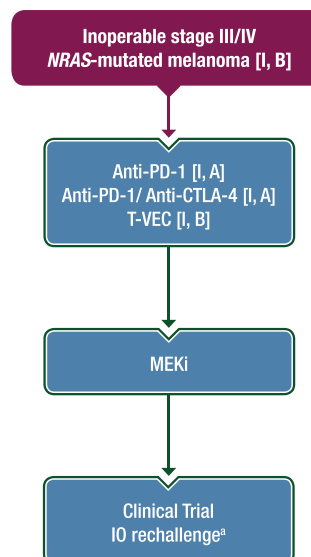 Inoperable stage III/IV
NRAS-mutated melanoma [I, B]
Anti-PD-1 [I, A]
Anti-PD-1/ Anti-CTLA-4 [I, A]
T-VEC [I, B]
MEKi
Clinical Trial
IO rechallengeᵃ